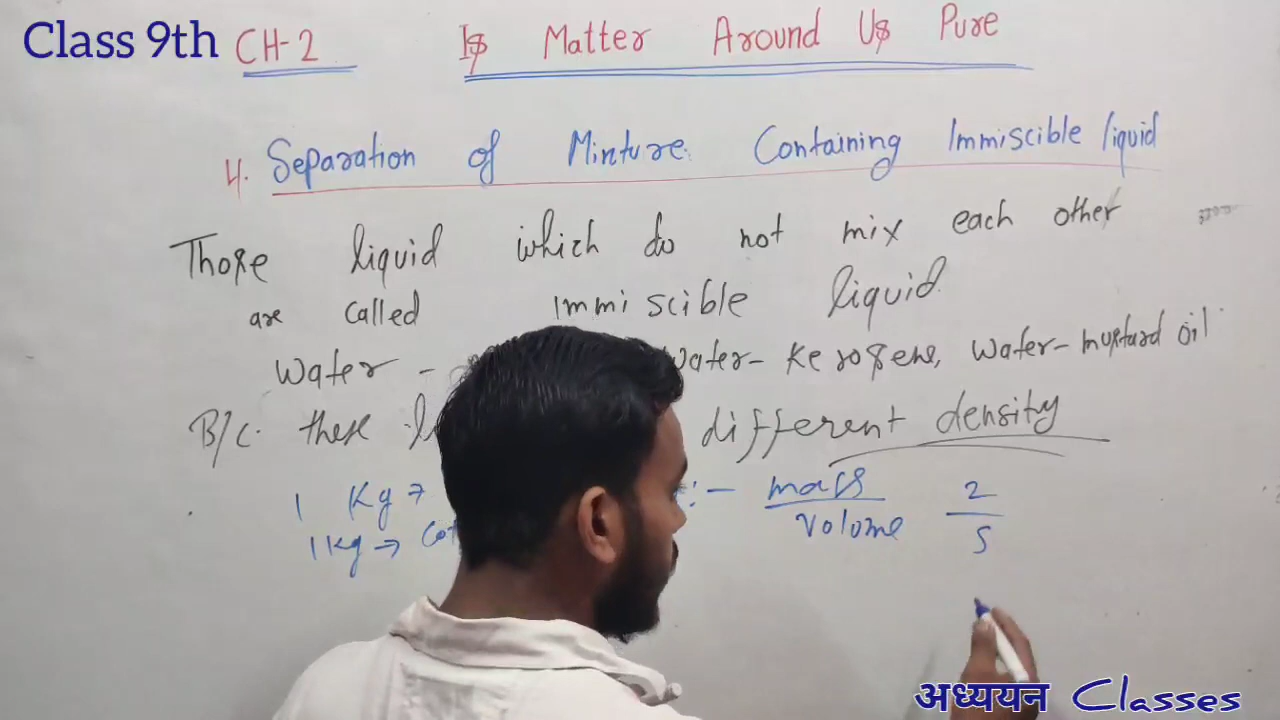 Class 9th CH-2 Is Matter Around Us Pure
4. Separation of Mixture Containing Immiscible liquid
Those liquid which do not mix each other
are called immiscible liquid.
Water - Water - Kerosene, Water - mustard oil
B/C. these different density
1 Kg → :- mass 2
volume 5
1 Kg →
अध्ययन Classes